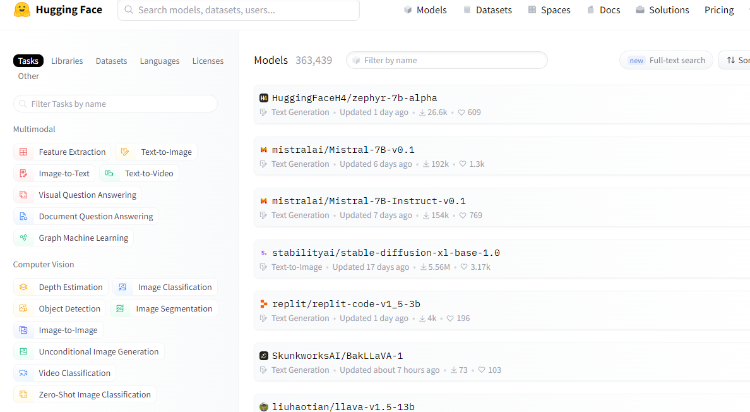 Hugging Face
Search models, datasets, users...
Models Datasets Spaces Docs Solutions Pricing
Tasks Libraries Datasets Languages Licenses
Other
Filter Tasks by name
Multimodal
Feature Extraction Text-to-Image
Image-to-Text Text-to-Video
Visual Question Answering
Document Question Answering
Graph Machine Learning
Computer Vision
Depth Estimation Image Classification
Object Detection Image Segmentation
Image-to-Image
Unconditional Image Generation
Video Classification
Zero-Shot Image Classification
Models 363,439 Filter by name new Full-text search
HuggingFaceH4/zephyr-7b-alpha
Text Generation • Updated 1 day ago • 26.6k • 609
mistralai/Mistral-7B-v0.1
Text Generation • Updated 6 days ago • 192k • 1.3k
mistralai/Mistral-7B-Instruct-v0.1
Text Generation • Updated 7 days ago • 154k • 769
stabilityai/stable-diffusion-xl-base-1.0
Text-to-Image • Updated 17 days ago • 5.56M • 3.17k
replit/replit-code-v1_5-3b
Text Generation • Updated 1 day ago • 4k • 196
SkunkworksAI/BakLLaVA-1
Text Generation • Updated about 7 hours ago • 73 • 103
liuhaotian/llava-v1.5-13b